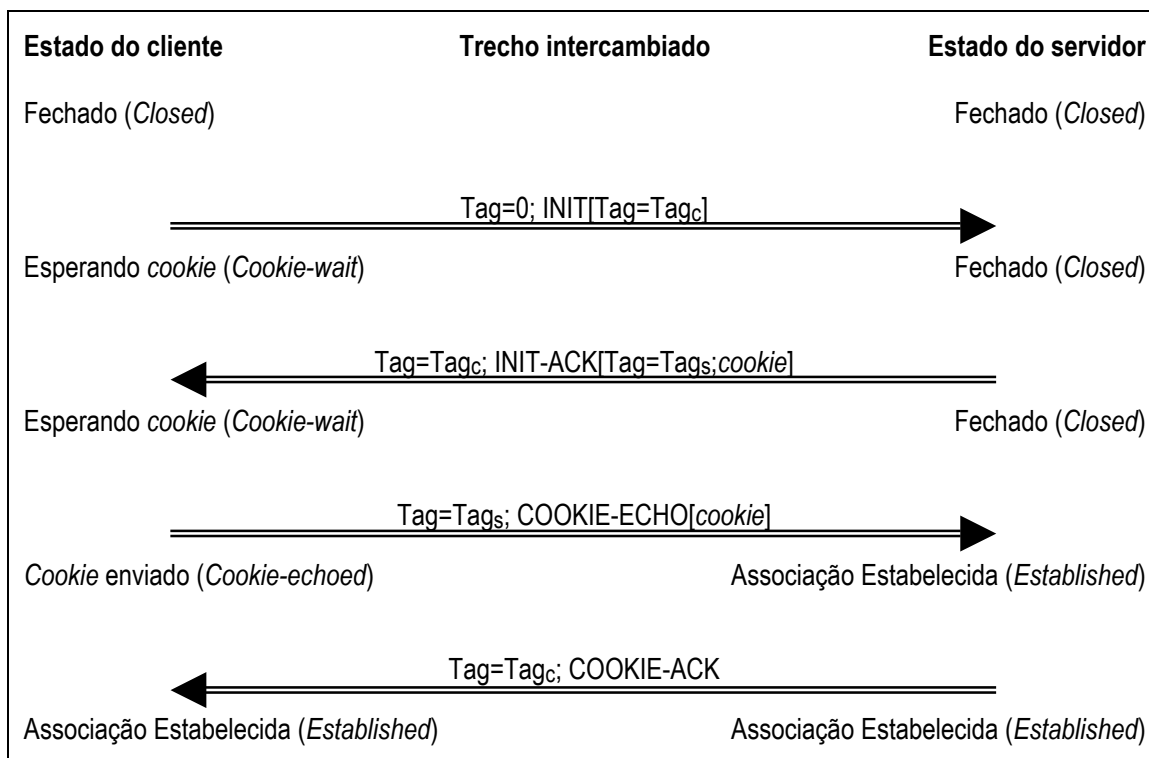 Estado do cliente Trecho intercambiado Estado do servidor
Fechado (Closed) Fechado (Closed)
Tag=0; INIT[Tag=Tagc]
Esperando cookie (Cookie-wait) Fechado (Closed)
Tag=Tagc; INIT-ACK[Tag=Tags;cookie]
Esperando cookie (Cookie-wait) Fechado (Closed)
Tag=Tags; COOKIE-ECHO[cookie]
Cookie enviado (Cookie-echoed) Associação Estabelecida (Established)
Tag=Tagc; COOKIE-ACK
Associação Estabelecida (Established) Associação Estabelecida (Established)